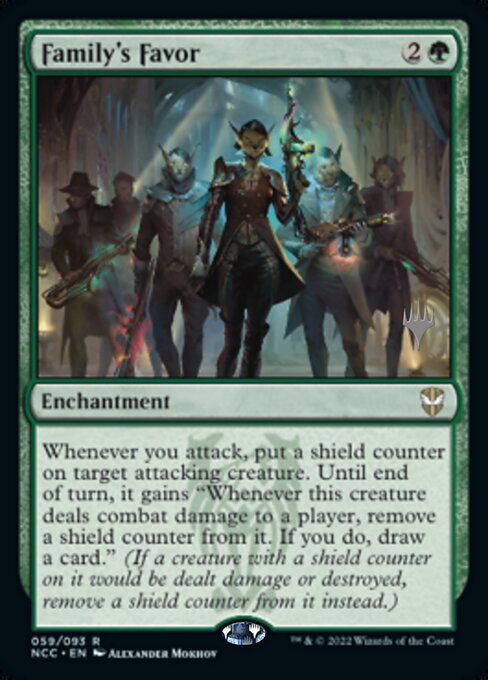 Family's Favor 2
Enchantment
Whenever you attack, put a shield counter
on target attacking creature. Until end
of turn, it gains “Whenever this creature
deals combat damage to a player, remove
a shield counter from it. If you do, draw
a card.” (If a creature with a shield counter
on it would be dealt damage or destroyed,
remove a shield counter from it instead.)
059/093 R
NCC • EN Alexander Mokhov
™ & © 2022 Wizards of the Coast